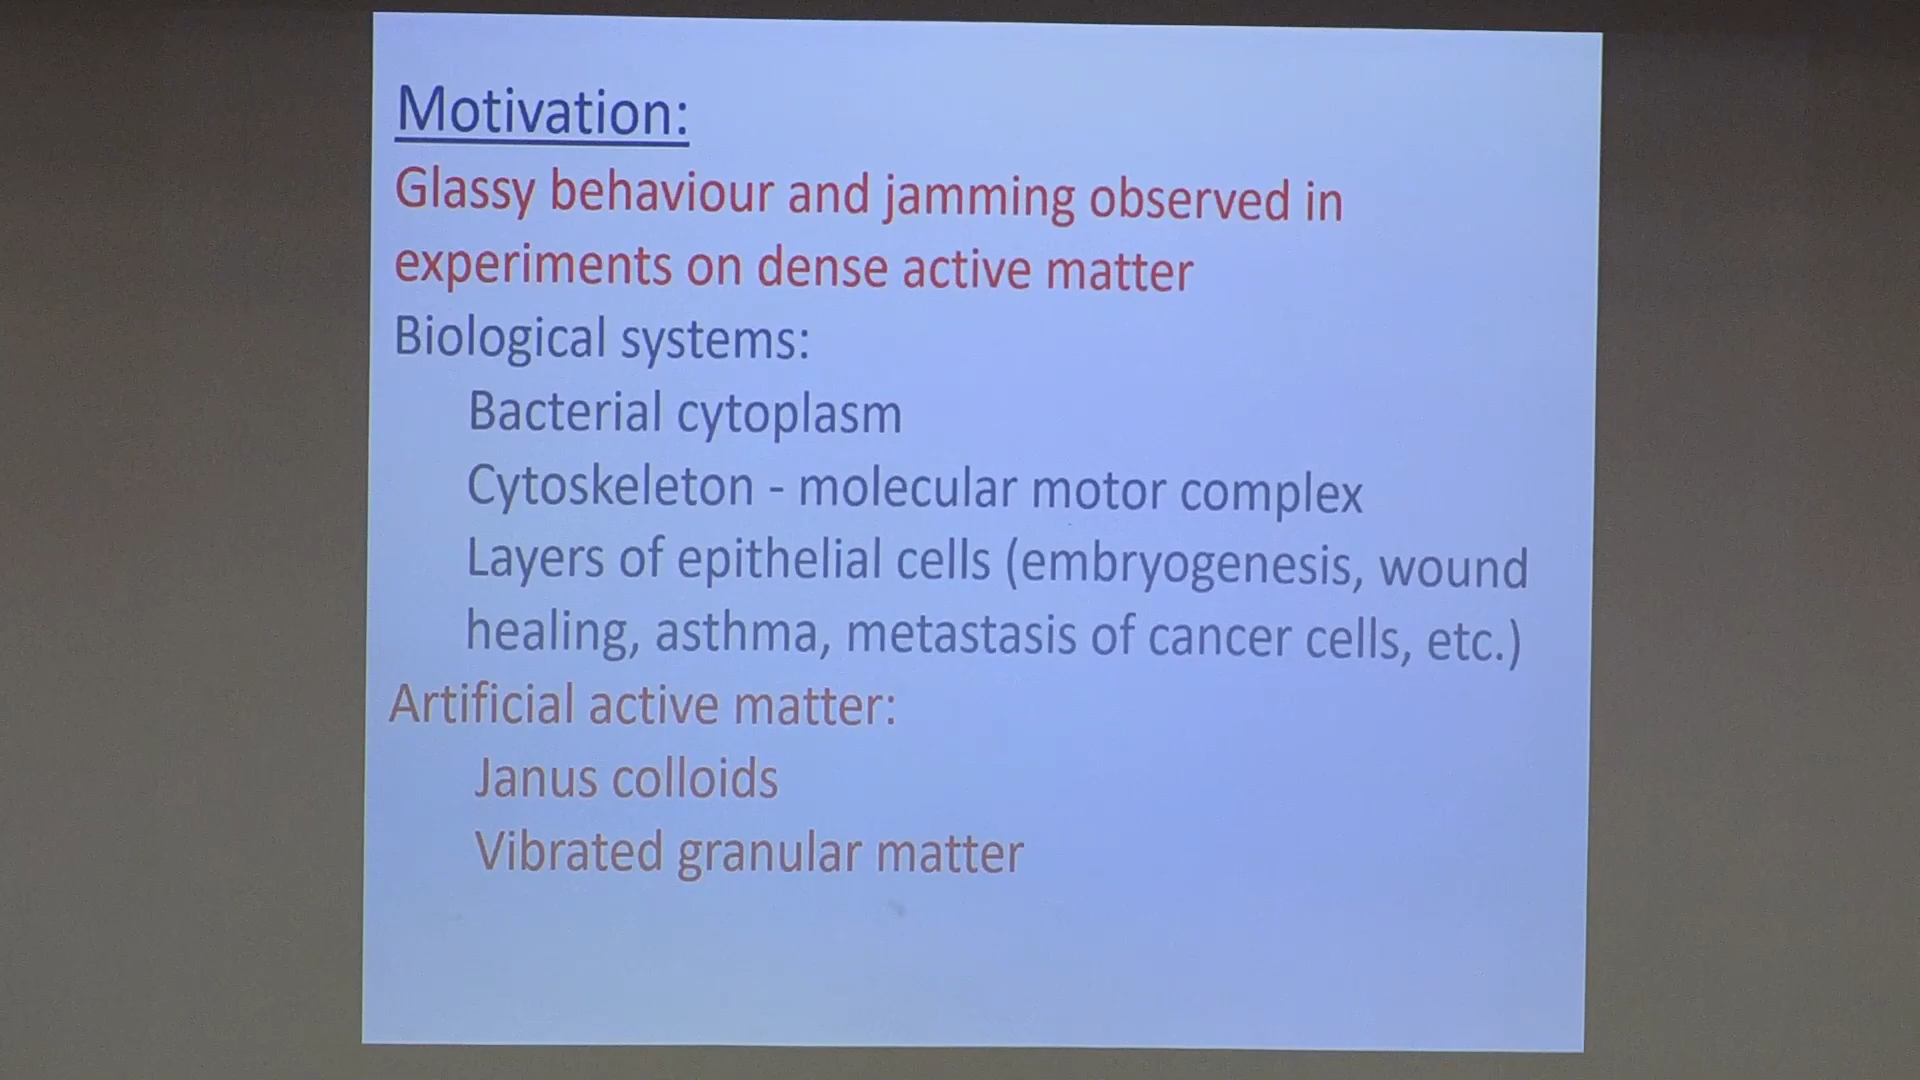 Motivation:
Glassy behaviour and jamming observed in
experiments on dense active matter
Biological systems:
Bacterial cytoplasm
Cytoskeleton - molecular motor complex
Layers of epithelial cells (embryogenesis, wound
healing, asthma, metastasis of cancer cells, etc.)
Artificial active matter:
Janus colloids
Vibrated granular matter